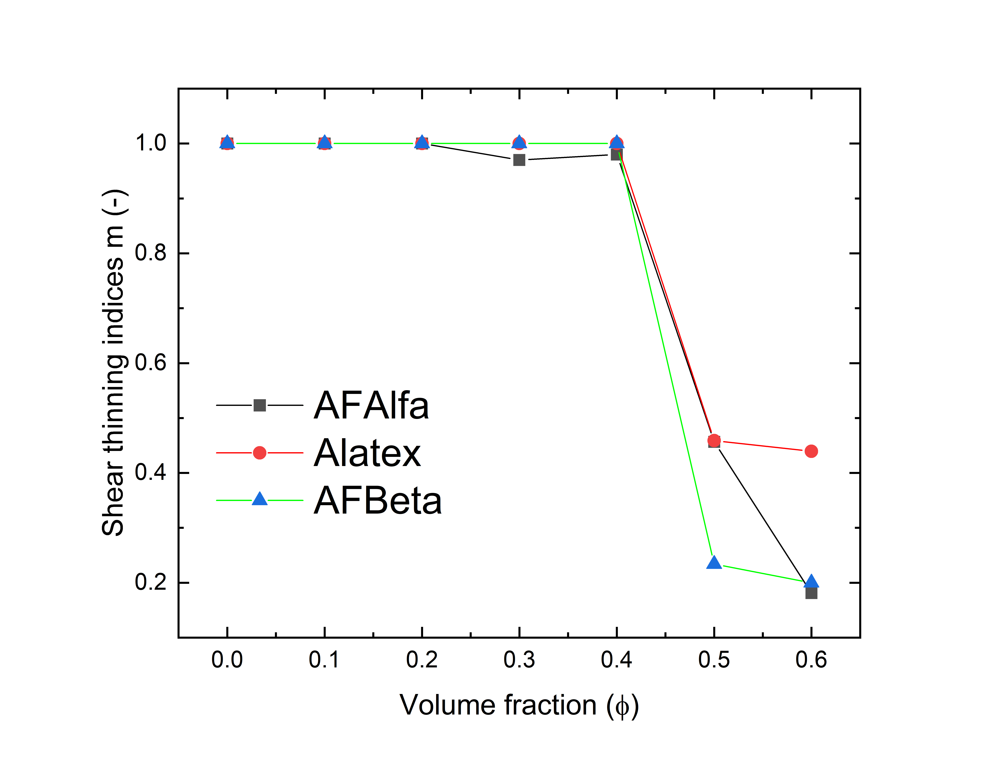 1.0
0.8
0.6
0.4
0.2
Shear thinning indices m (-)
AFAlfa
Alatex
AFBeta
0.0 0.1 0.2 0.3 0.4 0.5 0.6
Volume fraction (ϕ)